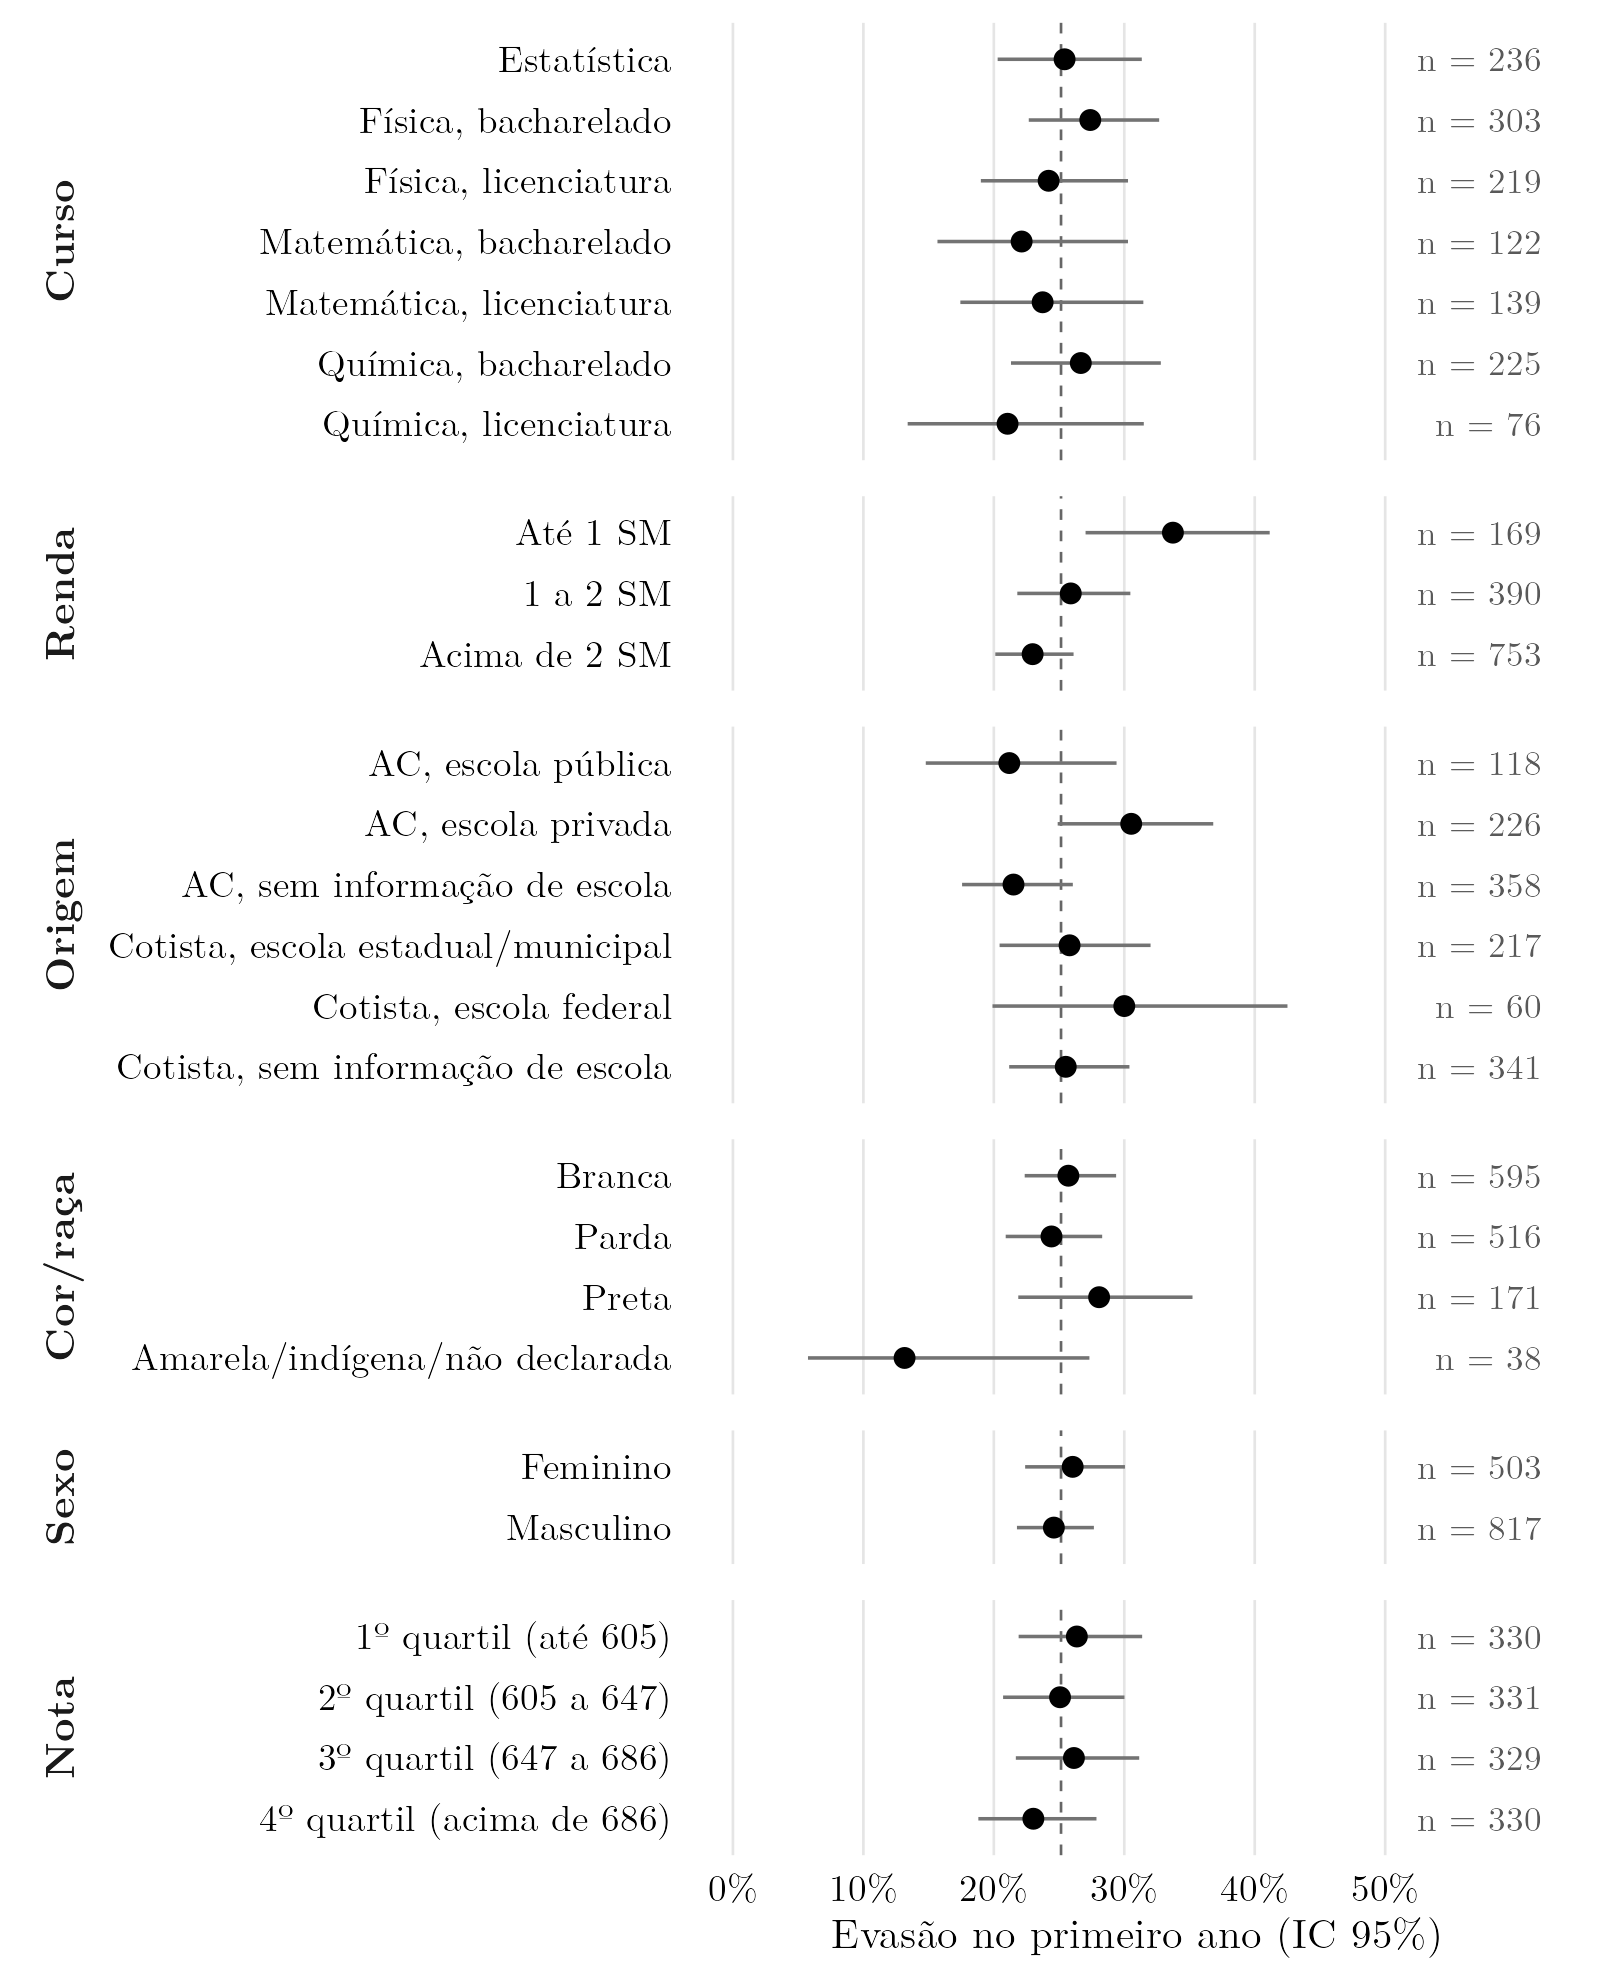 Curso
Estatística n = 236
Física, bacharelado n = 303
Física, licenciatura n = 219
Matemática, bacharelado n = 122
Matemática, licenciatura n = 139
Química, bacharelado n = 225
Química, licenciatura n = 76
Renda
Até 1 SM n = 169
1 a 2 SM n = 390
Acima de 2 SM n = 753
Origem
AC, escola pública n = 118
AC, escola privada n = 226
AC, sem informação de escola n = 358
Cotista, escola estadual/municipal n = 217
Cotista, escola federal n = 60
Cotista, sem informação de escola n = 341
Cor/raça
Branca n = 595
Parda n = 516
Preta n = 171
Amarela/indígena/não declarada n = 38
Sexo
Feminino n = 503
Masculino n = 817
Nota
1º quartil (até 605) n = 330
2º quartil (605 a 647) n = 331
3º quartil (647 a 686) n = 329
4º quartil (acima de 686) n = 330
0% 10% 20% 30% 40% 50%
Evasão no primeiro ano (IC 95%)